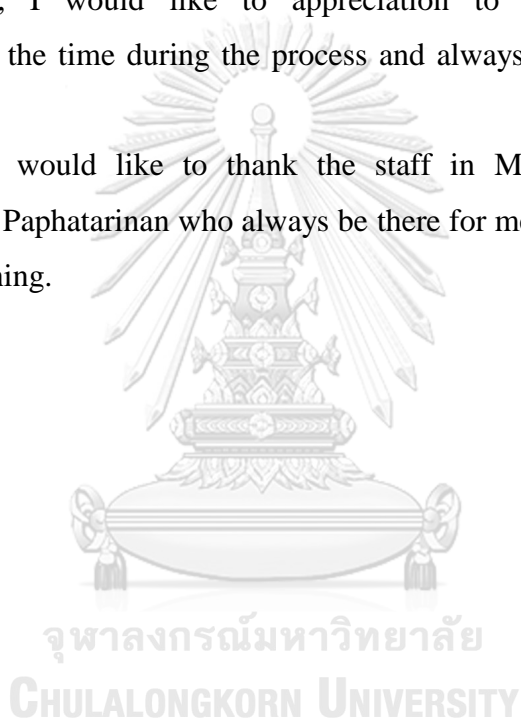 , I would like to appreciation to
the time during the process and always
would like to thank the staff in M
Paphatarinan who always be there for me
ning.
จุฬาลงกรณ์มหาวิทยาลัย
CHULALONGKORN UNIVERSITY